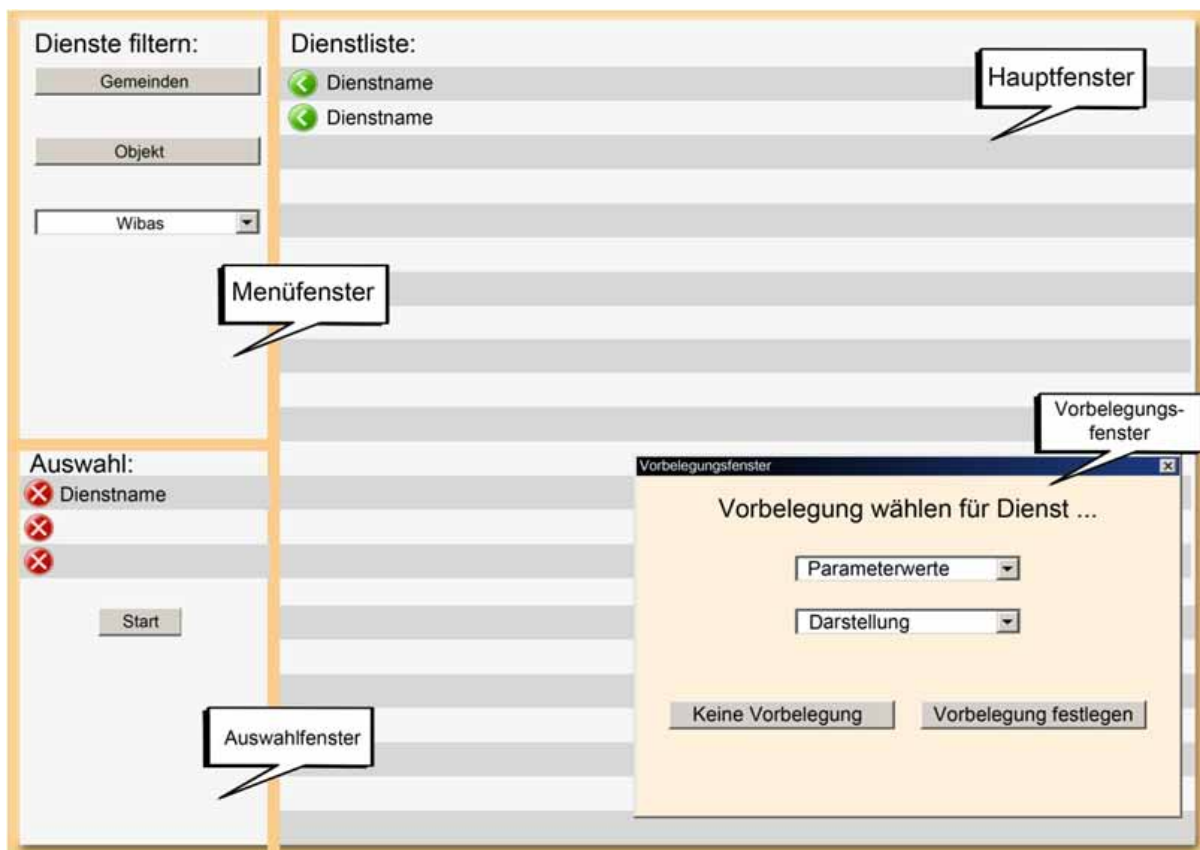 Dienste filtern:
Gemeinden
Objekt
Wibas
Menüfenster
Dienstliste:
Dienstname
Dienstname
Hauptfenster
Auswahl:
Dienstname
Start
Auswahlfenster
Vorbelegungs-
fenster
Vorbelegungsfenster
Vorbelegung wählen für Dienst ...
Parameterwerte
Darstellung
Keine Vorbelegung
Vorbelegung festlegen